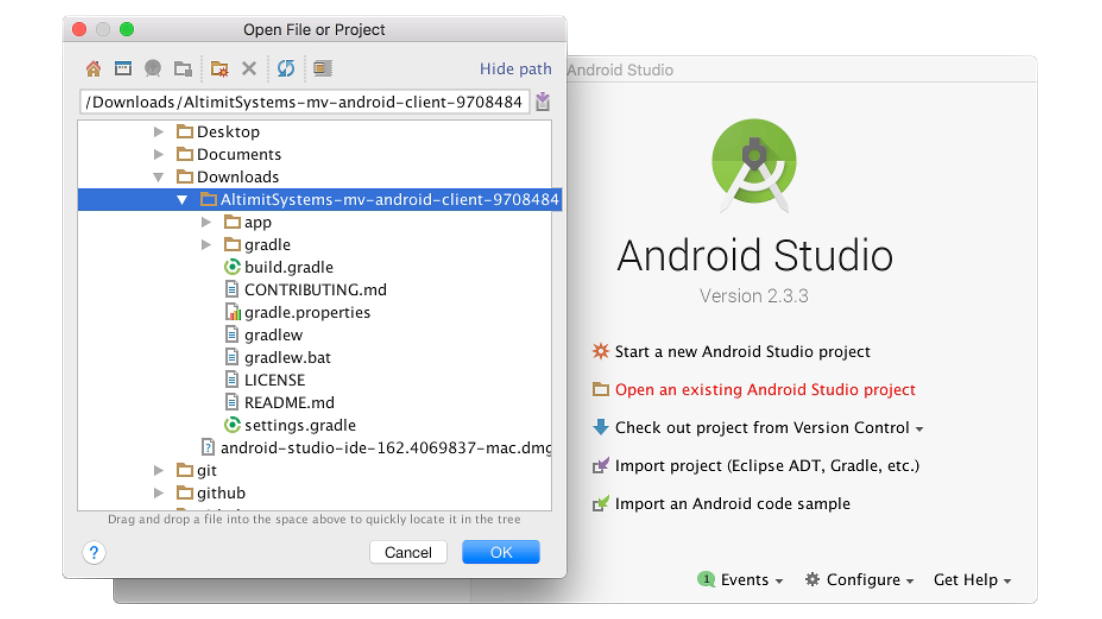 Open File or Project
Hide path
/Downloads/AltimitSystems-mv-android-client-9708484
Desktop
Documents
Downloads
AltimitSystems-mv-android-client-9708484
app
gradle
build.gradle
CONTRIBUTING.md
gradle.properties
gradlew
gradlew.bat
LICENSE
README.md
settings.gradle
android-studio-ide-162.4069837-mac.dmg
git
github
Drag and drop a file into the space above to quickly locate it in the tree
?
Cancel
OK
Android Studio
Android Studio
Version 2.3.3
Start a new Android Studio project
Open an existing Android Studio project
Check out project from Version Control
Import project (Eclipse ADT, Gradle, etc.)
Import an Android code sample
1 Events
Configure
Get Help